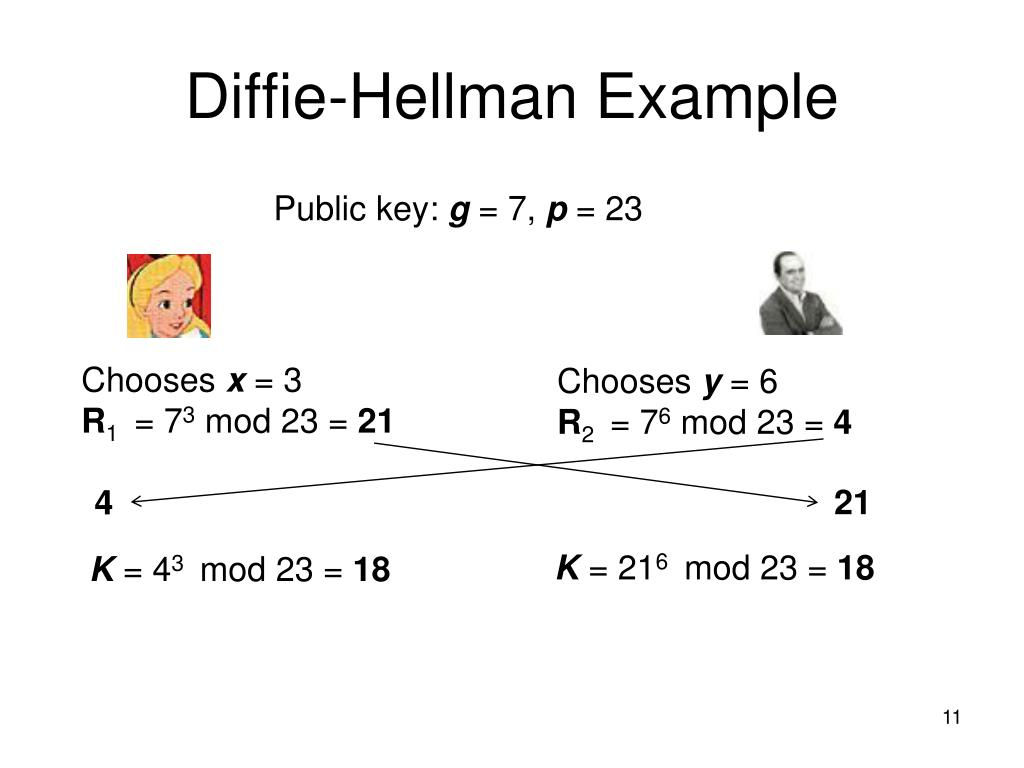 Diffie-Hellman Example
Public key: g = 7, p = 23
Chooses x = 3
R₁ = 7³ mod 23 = 21
Chooses y = 6
R₂ = 7⁶ mod 23 = 4
4
21
K = 4³ mod 23 = 18
K = 21⁶ mod 23 = 18
11